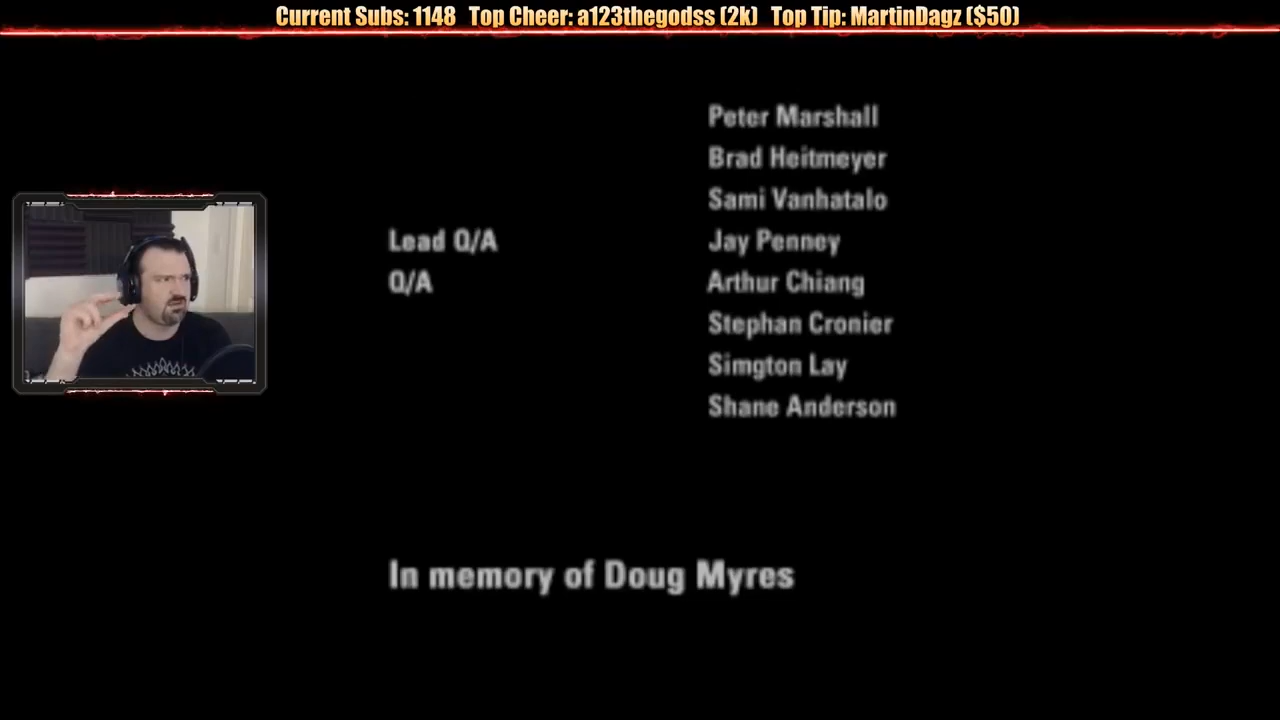 Current Subs: 1148 Top Cheer: a123thegodss (2k) Top Tip: MartinDagz ($50)
Peter Marshall
Brad Heitmeyer
Sami Vanhatalo
Lead Q/A Jay Penney
Q/A Arthur Chiang
Stephan Cronier
Simgton Lay
Shane Anderson
In memory of Doug Myres